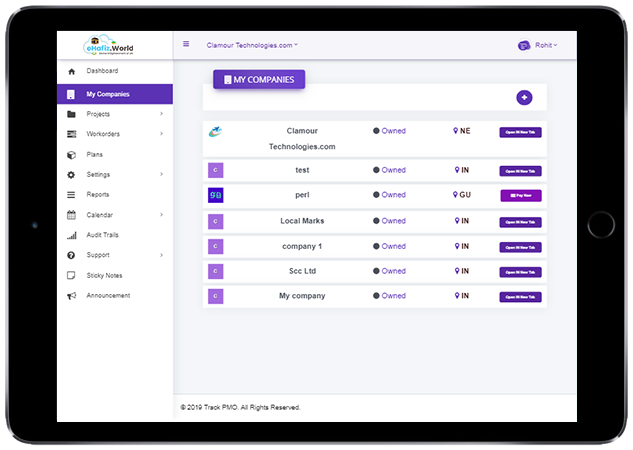 eHafiz.World
Clamour Technologies.com
Rohit
Dashboard
My Companies
Projects
Workorders
Plans
Settings
Reports
Calendar
Audit Trails
Support
Sticky Notes
Announcement
MY COMPANIES
Clamour
Technologies.com
Owned
NE
Open IN New Tab
C
test
Owned
IN
Open IN New Tab
perl
Owned
GU
Pay Now
C
Local Marks
Owned
IN
Open IN New Tab
C
company 1
Owned
IN
Open IN New Tab
C
Scc Ltd
Owned
IN
Open IN New Tab
C
My company
Owned
IN
Open IN New Tab
© 2019 Track PMO. All Rights Reserved.